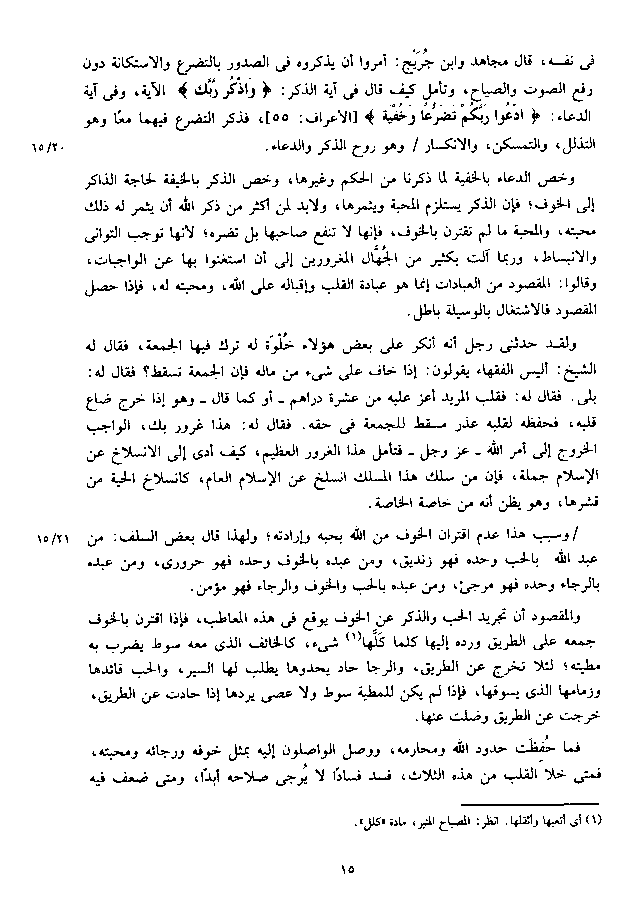 فى نفسه، قال مجاهد وابن جُرَيْج: أمروا أن يذكروه فى الصدور بالتضرع والاستكانة دون
رفع الصوت والصياح، وتأمل كيف قال فى آية الذكر: ﴿ وَاذْكُر رَّبَّكَ ﴾ الآية، وفى آية
الدعاء: ﴿ ادْعُوا رَبَّكُمْ تَضَرُّعًا وَخُفْيَةً ﴾ [الأعراف: ٥٥]، فذكر التضرع فيهما معًا وهو
التذلل، والتمسكن، والانكسار / وهو روح الذكر والدعاء. ١٥/٢٠
وخص الدعاء بالخفية لما ذكرنا من الحكم وغيرها، وخص الذكر بالخيفة لحاجة الذاكر
إلى الخوف؛ فإن الذكر يستلزم المحبة ويثمرها، ولابد لمن أكثر من ذكر الله أن يثمر له ذلك
محبته، والمحبة ما لم تقترن بالخوف، فإنها لا تنفع صاحبها بل تضره؛ لأنها توجب التوانى
والانبساط، وربما آلت بكثير من الجُهَّال المغرورين إلى أن استغنوا بها عن الواجبات،
وقالوا: المقصود من العبادات إنما هو عبادة القلب وإقباله على الله، ومحبته له، فإذا حصل
المقصود فالاشتغال بالوسيلة باطل.
ولقد حدثنى رجل أنه أنكر على بعض هؤلاء خُلْوَة له ترك فيها الجمعة، فقال له
الشيخ: أليس الفقهاء يقولون: إذا خاف على شىء من ماله فإن الجمعة تسقط؟ فقال له:
بلى. فقال له: فقلب المريد أعز عليه من عشرة دراهم ـ أو كما قال ـ وهو إذا خرج ضاع
قلبه، فحفظه لقلبه عذر مسقط للجمعة فى حقه. فقال له: هذا غرور بك، الواجب
الخروج إلى أمر الله ـ عز وجل ـ فتأمل هذا الغرور العظيم، كيف أدى إلى الانسلاخ عن
الإسلام جملة، فإن من سلك هذا المسلك انسلخ عن الإسلام العام، كانسلاخ الحية من
قشرها، وهو يظن أنه من خاصة الخاصة.
/ وسبب هذا عدم اقتران الخوف من الله بحبه وإرادته؛ ولهذا قال بعض السلف: من ١٥/٢١
عبد الله بالحب وحده فهو زنديق، ومن عبده بالخوف وحده فهو حرورى، ومن عبده
بالرجاء وحده فهو مرجئ، ومن عبده بالحب والخوف والرجاء فهو مؤمن.
والمقصود أن تجريد الحب والذكر عن الخوف يوقع فى هذه المعاطب، فإذا اقترن بالخوف
جمعه على الطريق ورده إليها كلما كَلَّها(١) شىء، كالخائف الذى معه سوط يضرب به
مطيته؛ لئلا تخرج عن الطريق، والرجا حاد يحدوها يطلب لها السير، والحب قائدها
وزمامها الذى يسوقها، فإذا لم يكن للمطية سوط ولا عصى يردها إذا حادت عن الطريق،
خرجت عن الطريق وضلت عنها.
فما حُفِظَت حدود الله ومحارمه، ووصل الواصلون إليه بمثل خوفه ورجائه ومحبته،
فمتى خلا القلب من هذه الثلاث، فسد فسادًا لا يُرجى صلاحه أبدًا، ومتى ضعف فيه
(١) أى أتعبها وأثقلها. انظر: المصباح المنير، مادة «كلل».
١٥